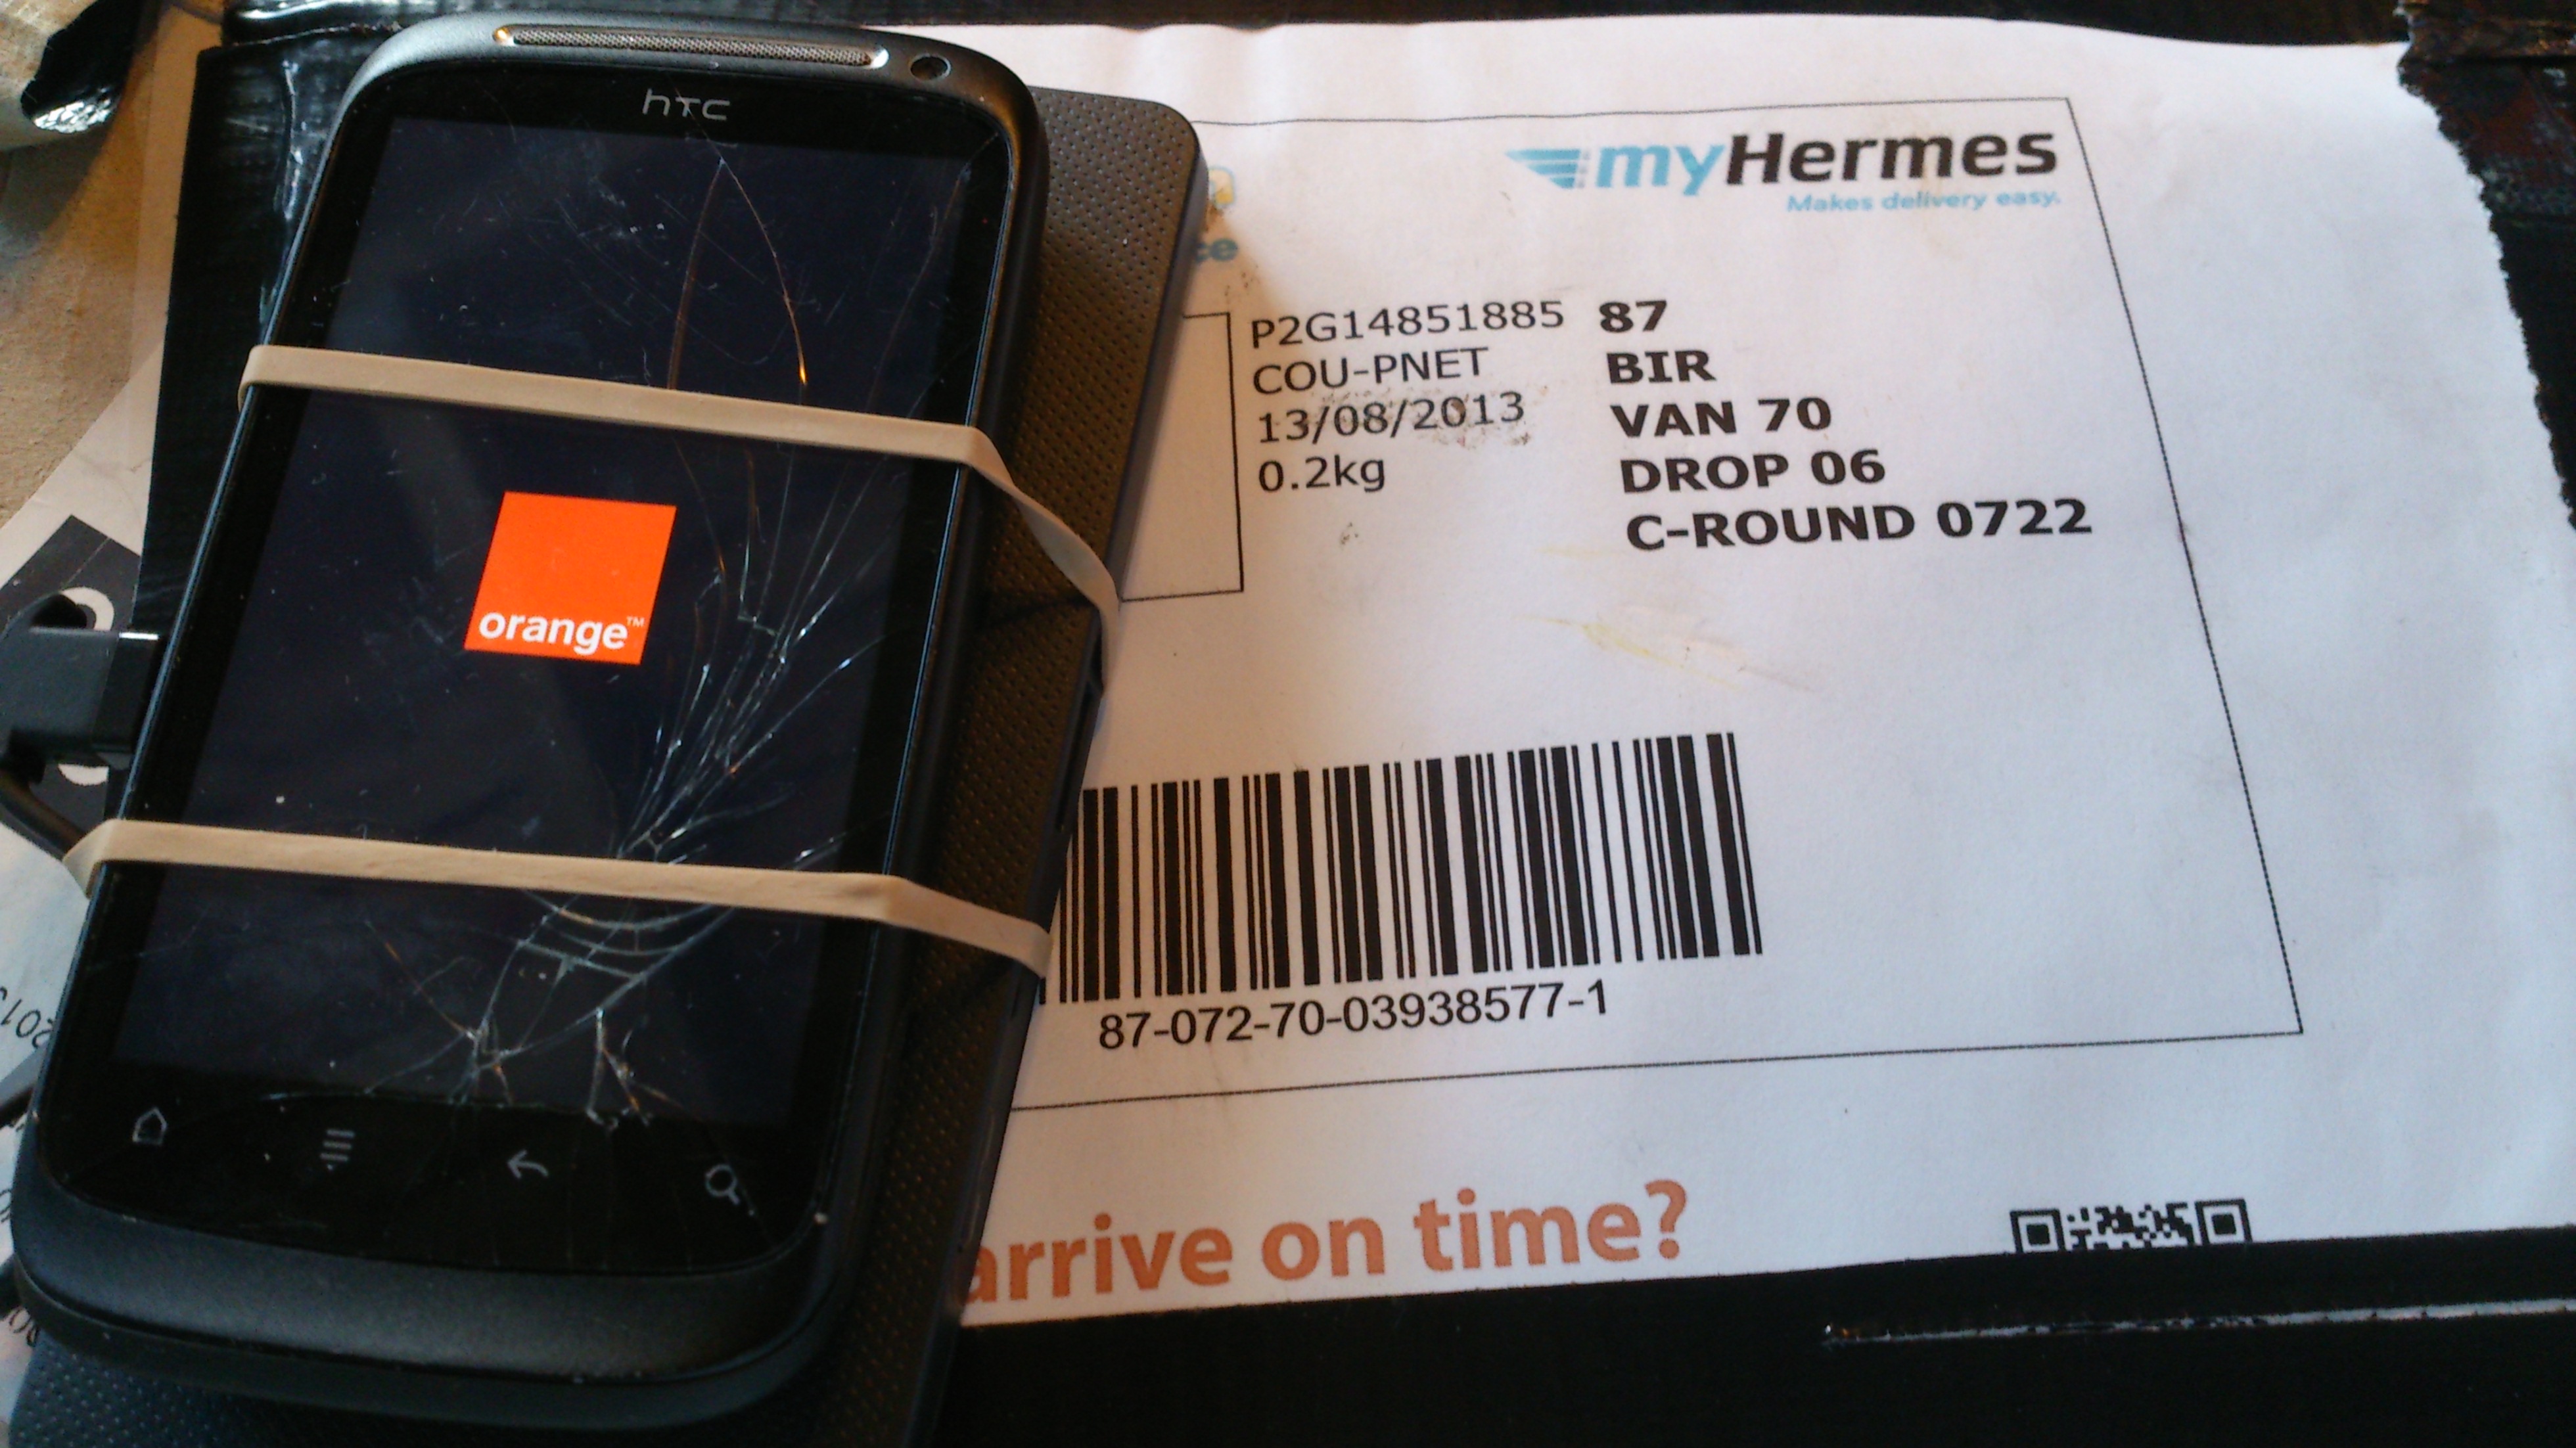 hTC
orange™
myHermes
Makes delivery easy.
ce
P2G14851885 87
COU-PNET BIR
13/08/2013 VAN 70
0.2kg DROP 06
C-ROUND 0722
87-072-70-03938577-1
arrive on time?